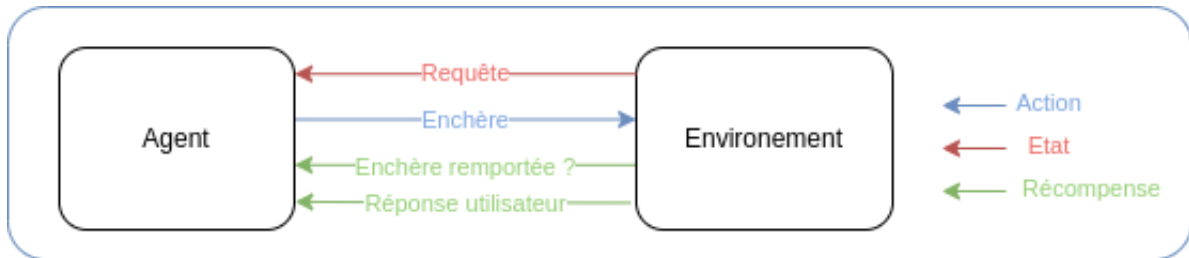 Agent
Requête
Enchère
Enchère remportée ?
Réponse utilisateur
Environement
Action
Etat
Récompense